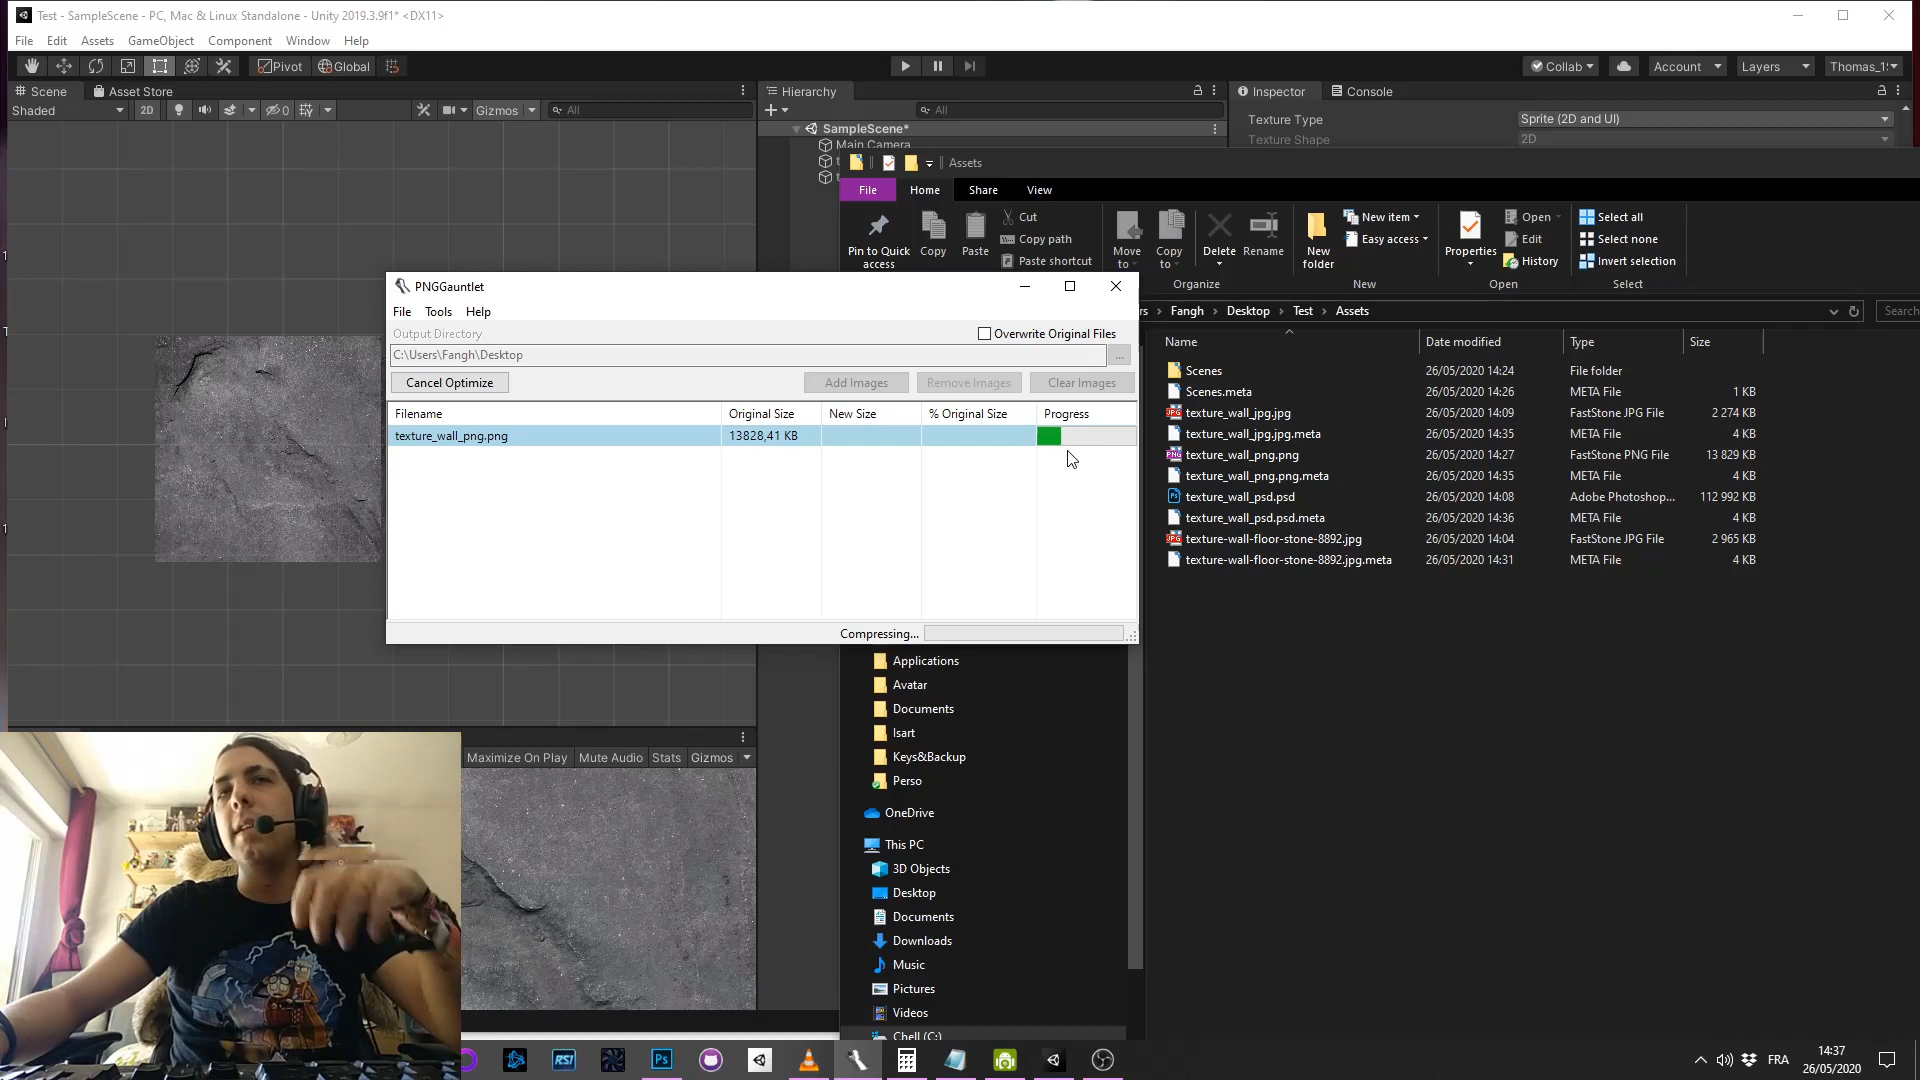 Test - SampleScene - PC, Mac & Linux Standalone - Unity 2019.3.9f1* <DX11>
File Edit Assets GameObject Component Window Help
Pivot Global Collab Account Layers Thomas_1
Scene Asset Store Hierarchy Inspector Console
Shaded 2D 0 Gizmos All All
Texture Type Sprite (2D and UI)
Texture Shape 2D
SampleScene*
Main Camera
Assets
File Home Share View
Pin to Quick access
Copy
Paste
Cut
Copy path
Paste shortcut
Move to
Copy to
Delete
Rename
Organize
New folder
New item
Easy access
New
Properties
Open
Edit
History
Open
Select all
Select none
Invert selection
Select
Fangh > Desktop > Test > Assets
Search
Name Date modified Type Size
Scenes 26/05/2020 14:24 File folder
Scenes.meta 26/05/2020 14:26 META File 1 KB
texture_wall_jpg.jpg 26/05/2020 14:09 FastStone JPG File 2 274 KB
texture_wall_jpg.jpg.meta 26/05/2020 14:35 META File 4 KB
texture_wall_png.png 26/05/2020 14:27 FastStone PNG File 13 829 KB
texture_wall_png.png.meta 26/05/2020 14:35 META File 4 KB
texture_wall_psd.psd 26/05/2020 14:08 Adobe Photoshop... 112 992 KB
texture_wall_psd.psd.meta 26/05/2020 14:36 META File 4 KB
texture-wall-floor-stone-8892.jpg 26/05/2020 14:04 FastStone JPG File 2 965 KB
texture-wall-floor-stone-8892.jpg.meta 26/05/2020 14:31 META File 4 KB
PNGGauntlet
File Tools Help
Output Directory
Overwrite Original Files
C:\Users\Fangh\Desktop
...
Cancel Optimize Add Images Remove Images Clear Images
Filename Original Size New Size % Original Size Progress
texture_wall_png.png 13828,41 KB
Compressing...
Applications
Avatar
Documents
Isart
Keys&Backup
Perso
OneDrive
This PC
3D Objects
Desktop
Documents
Downloads
Music
Pictures
Videos
Chell (C:)
Maximize On Play Mute Audio Stats Gizmos
RSI
Ps
FRA
14:37
26/05/2020